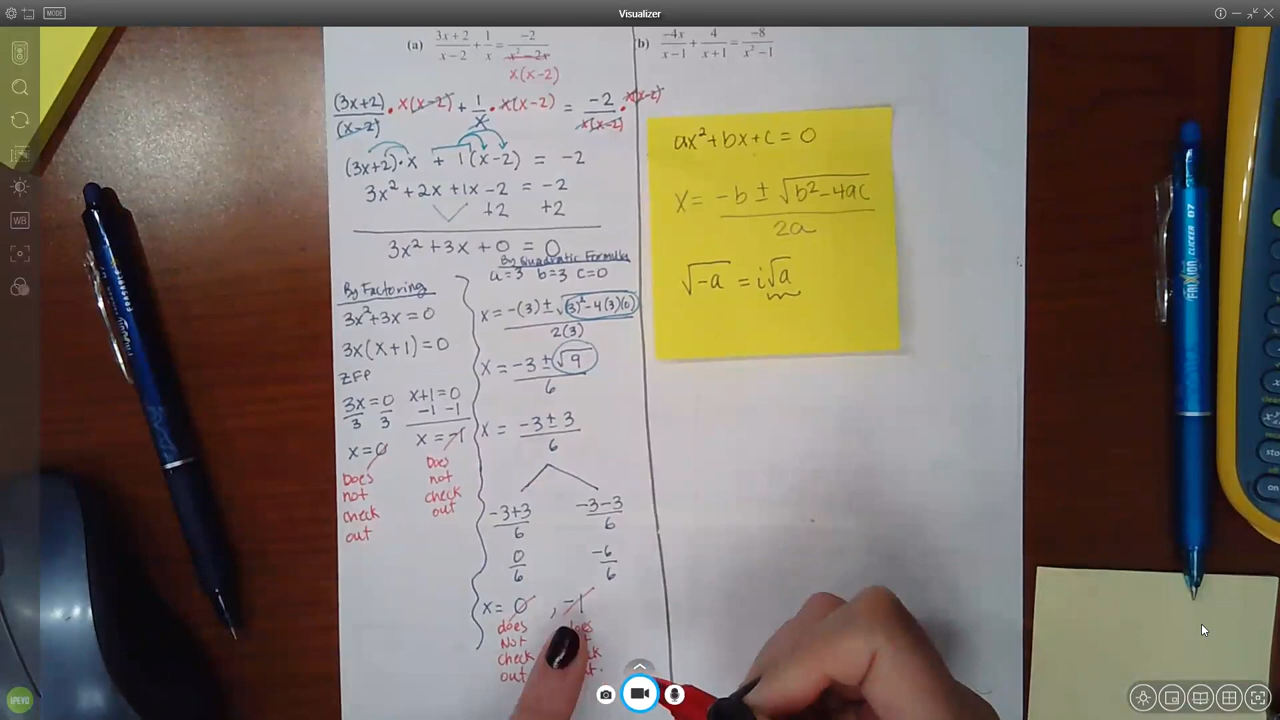 MODE
Visualizer
(a) (3x+2)/(x−2) + 1/x = −2/(x²−2x)
x(x−2)
(3x+2)/(x−2) • x(x−2) + 1/x • x(x−2) = −2/(x(x−2)) • x(x−2)
(3x+2)•x + 1(x−2) = −2
3x² + 2x + 1x − 2 = −2
+2 +2
3x² + 3x + 0 = 0
By Factoring
3x²+3x = 0
3x(x+1) = 0
ZFP
3x/3 = 0/3
x = 0
Does
not
check
out
x+1 = 0
−1 −1
x = −1
Does
not
check
out
By Quadratic Formula
a=3 b=3 c=0
x = (−(3) ± √((3)²−4(3)(0)))/(2(3))
x = (−3 ± √9)/6
x = (−3 ± 3)/6
(−3+3)/6 (−3−3)/6
0/6 −6/6
x = 0 , −1
does
Not
check
out
b) −4x/(x−1) + 4/(x+1) = −8/(x²−1)
ax²+bx+c = 0
x = (−b ± √(b²−4ac))/(2a)
√−a = i√a
WB
FRIXION CLICKER 07
IPEVO